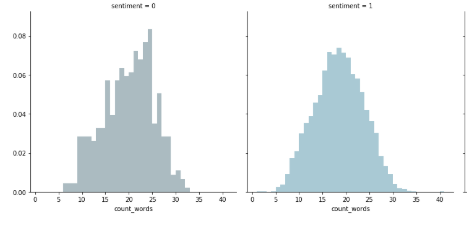 sentiment = 0
sentiment = 1
0.08
0.06
0.04
0.02
0.00
0 5 10 15 20 25 30 35 40
0 5 10 15 20 25 30 35 40
count_words
count_words